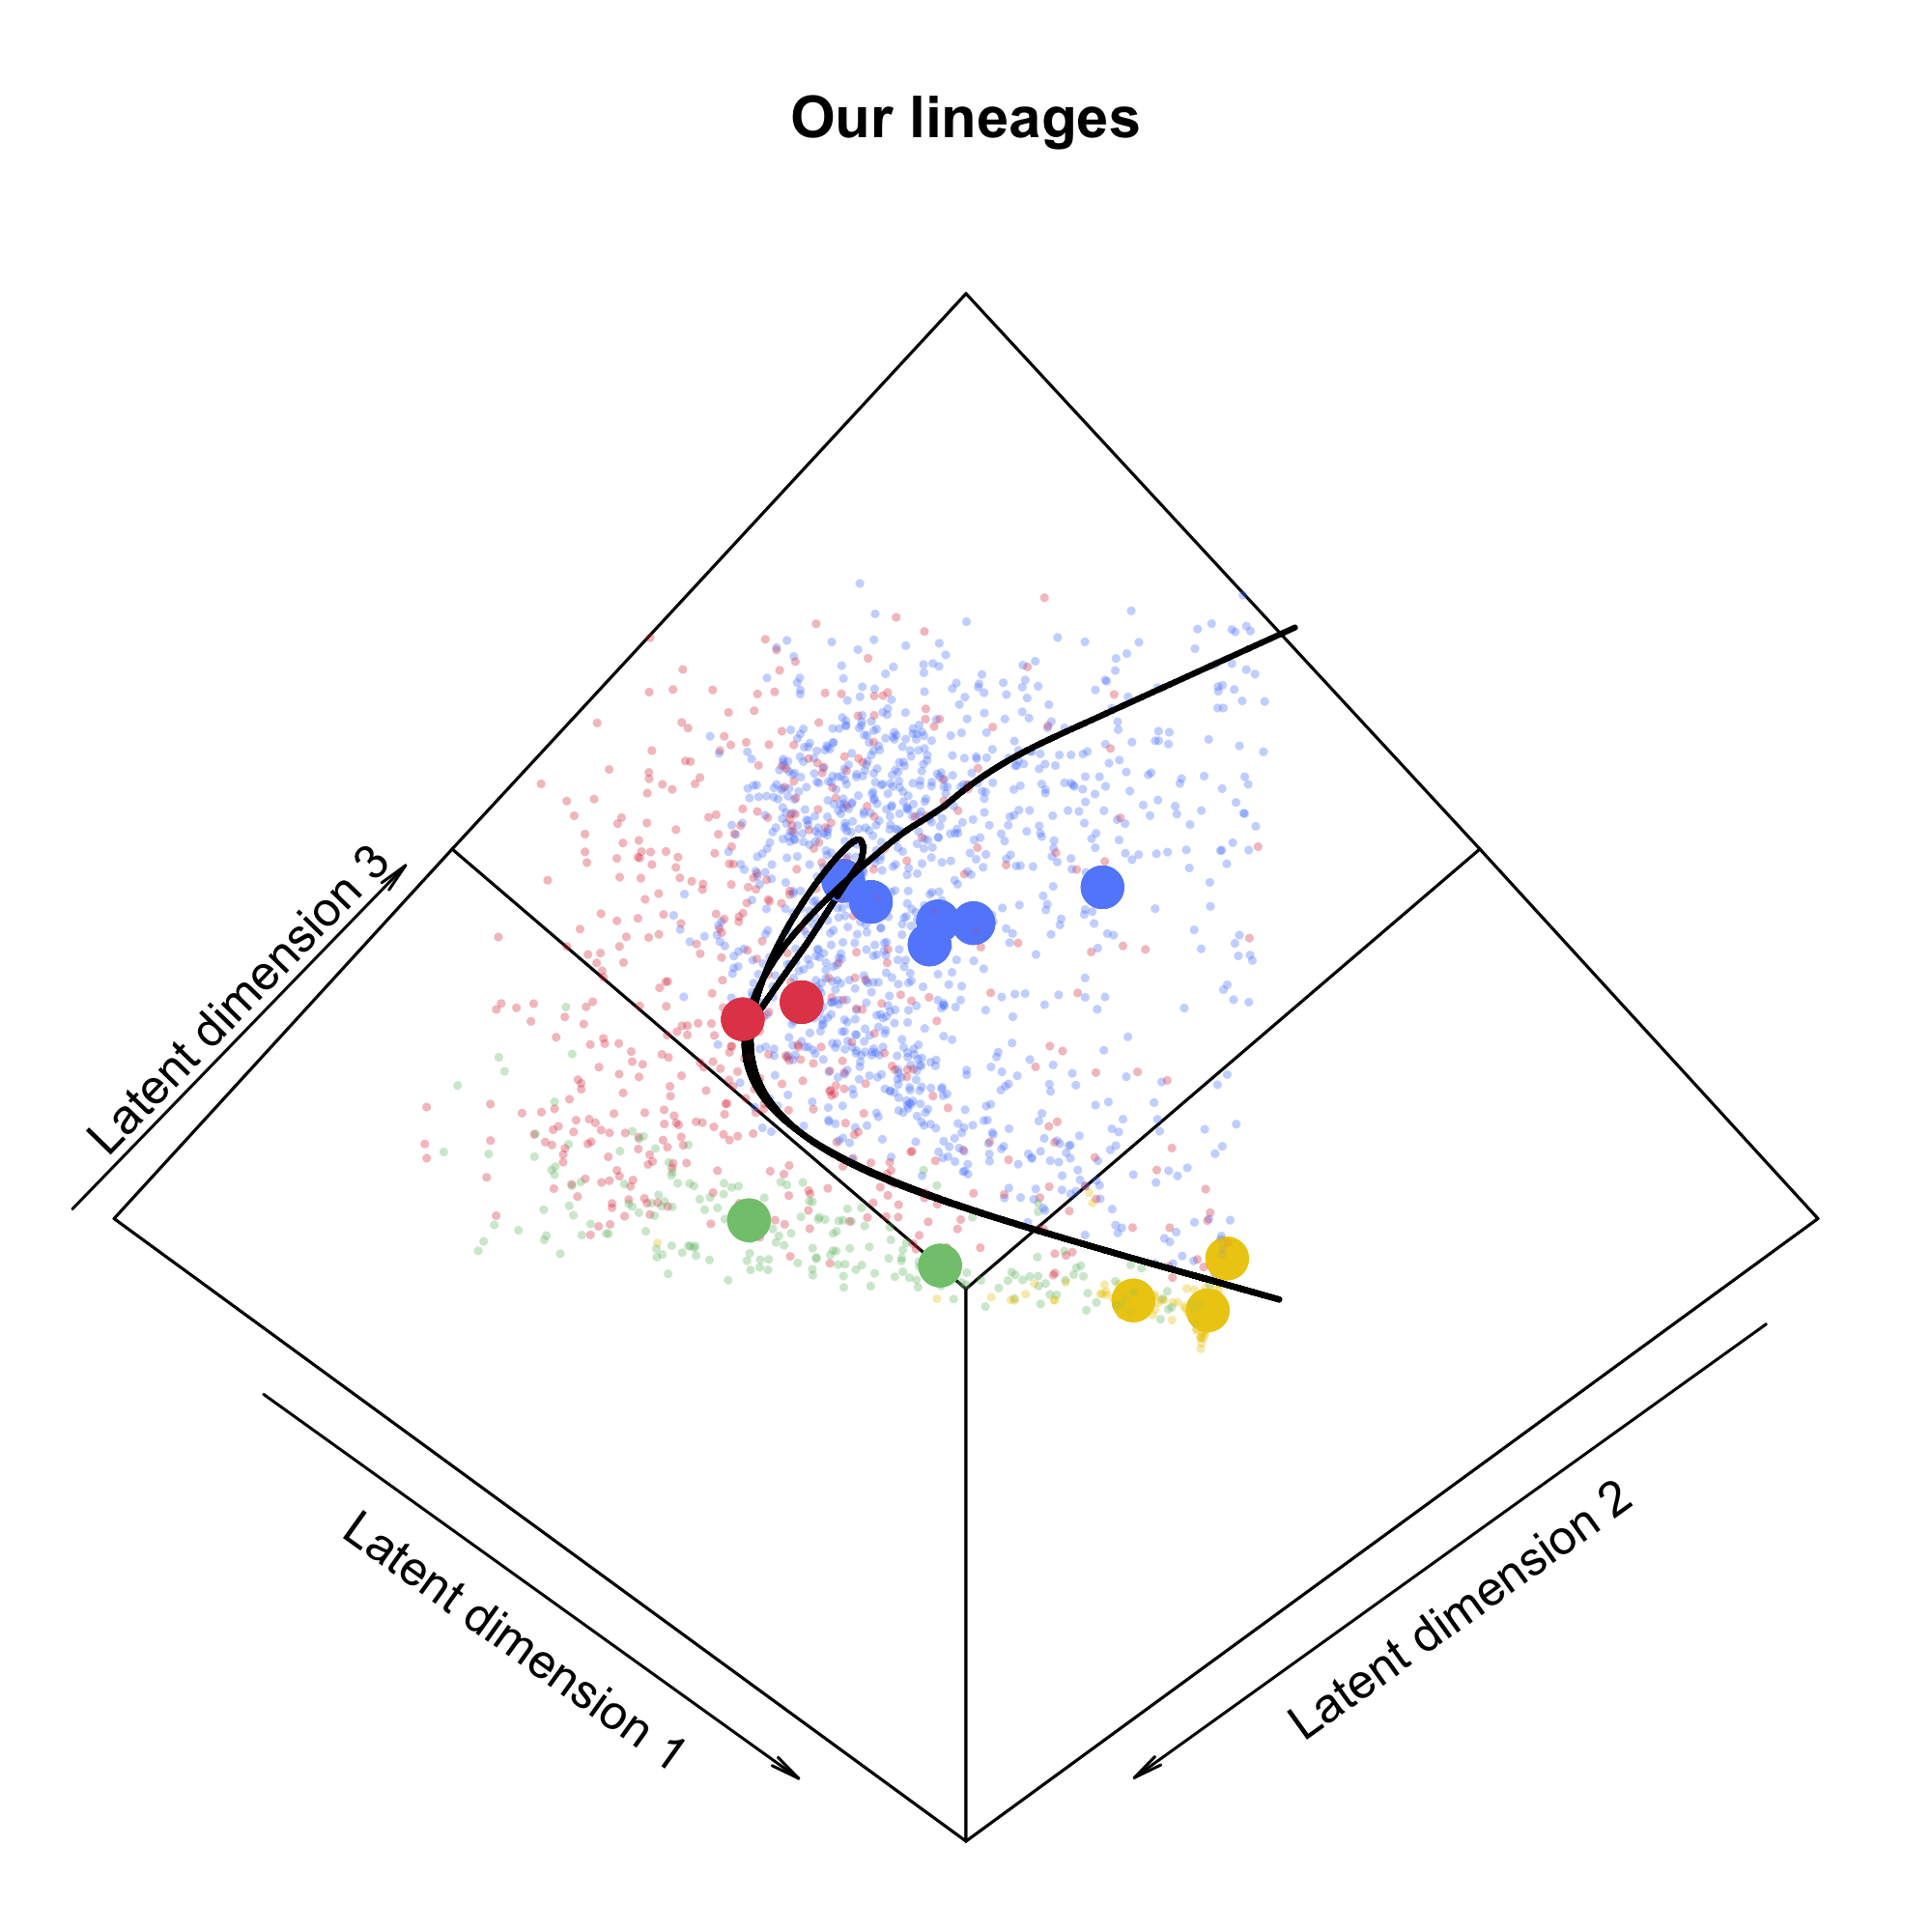 Our lineages
Latent dimension 3
Latent dimension 1
Latent dimension 2